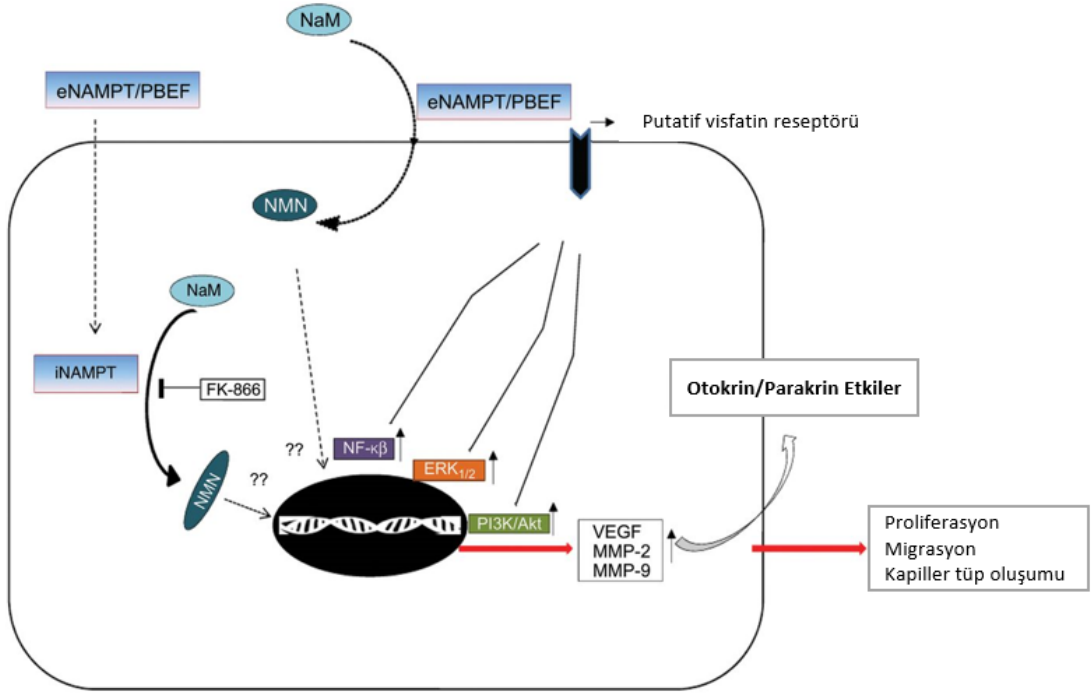 NaM
eNAMPT/PBEF
eNAMPT/PBEF
Putatif visfatin reseptörü
NMN
NaM
iNAMPT
FK-866
Otokrin/Parakrin Etkiler
??
NF-κβ
ERK1/2
??
NMN
PI3K/Akt
VEGF
MMP-2
MMP-9
Proliferasyon
Migrasyon
Kapiller tüp oluşumu